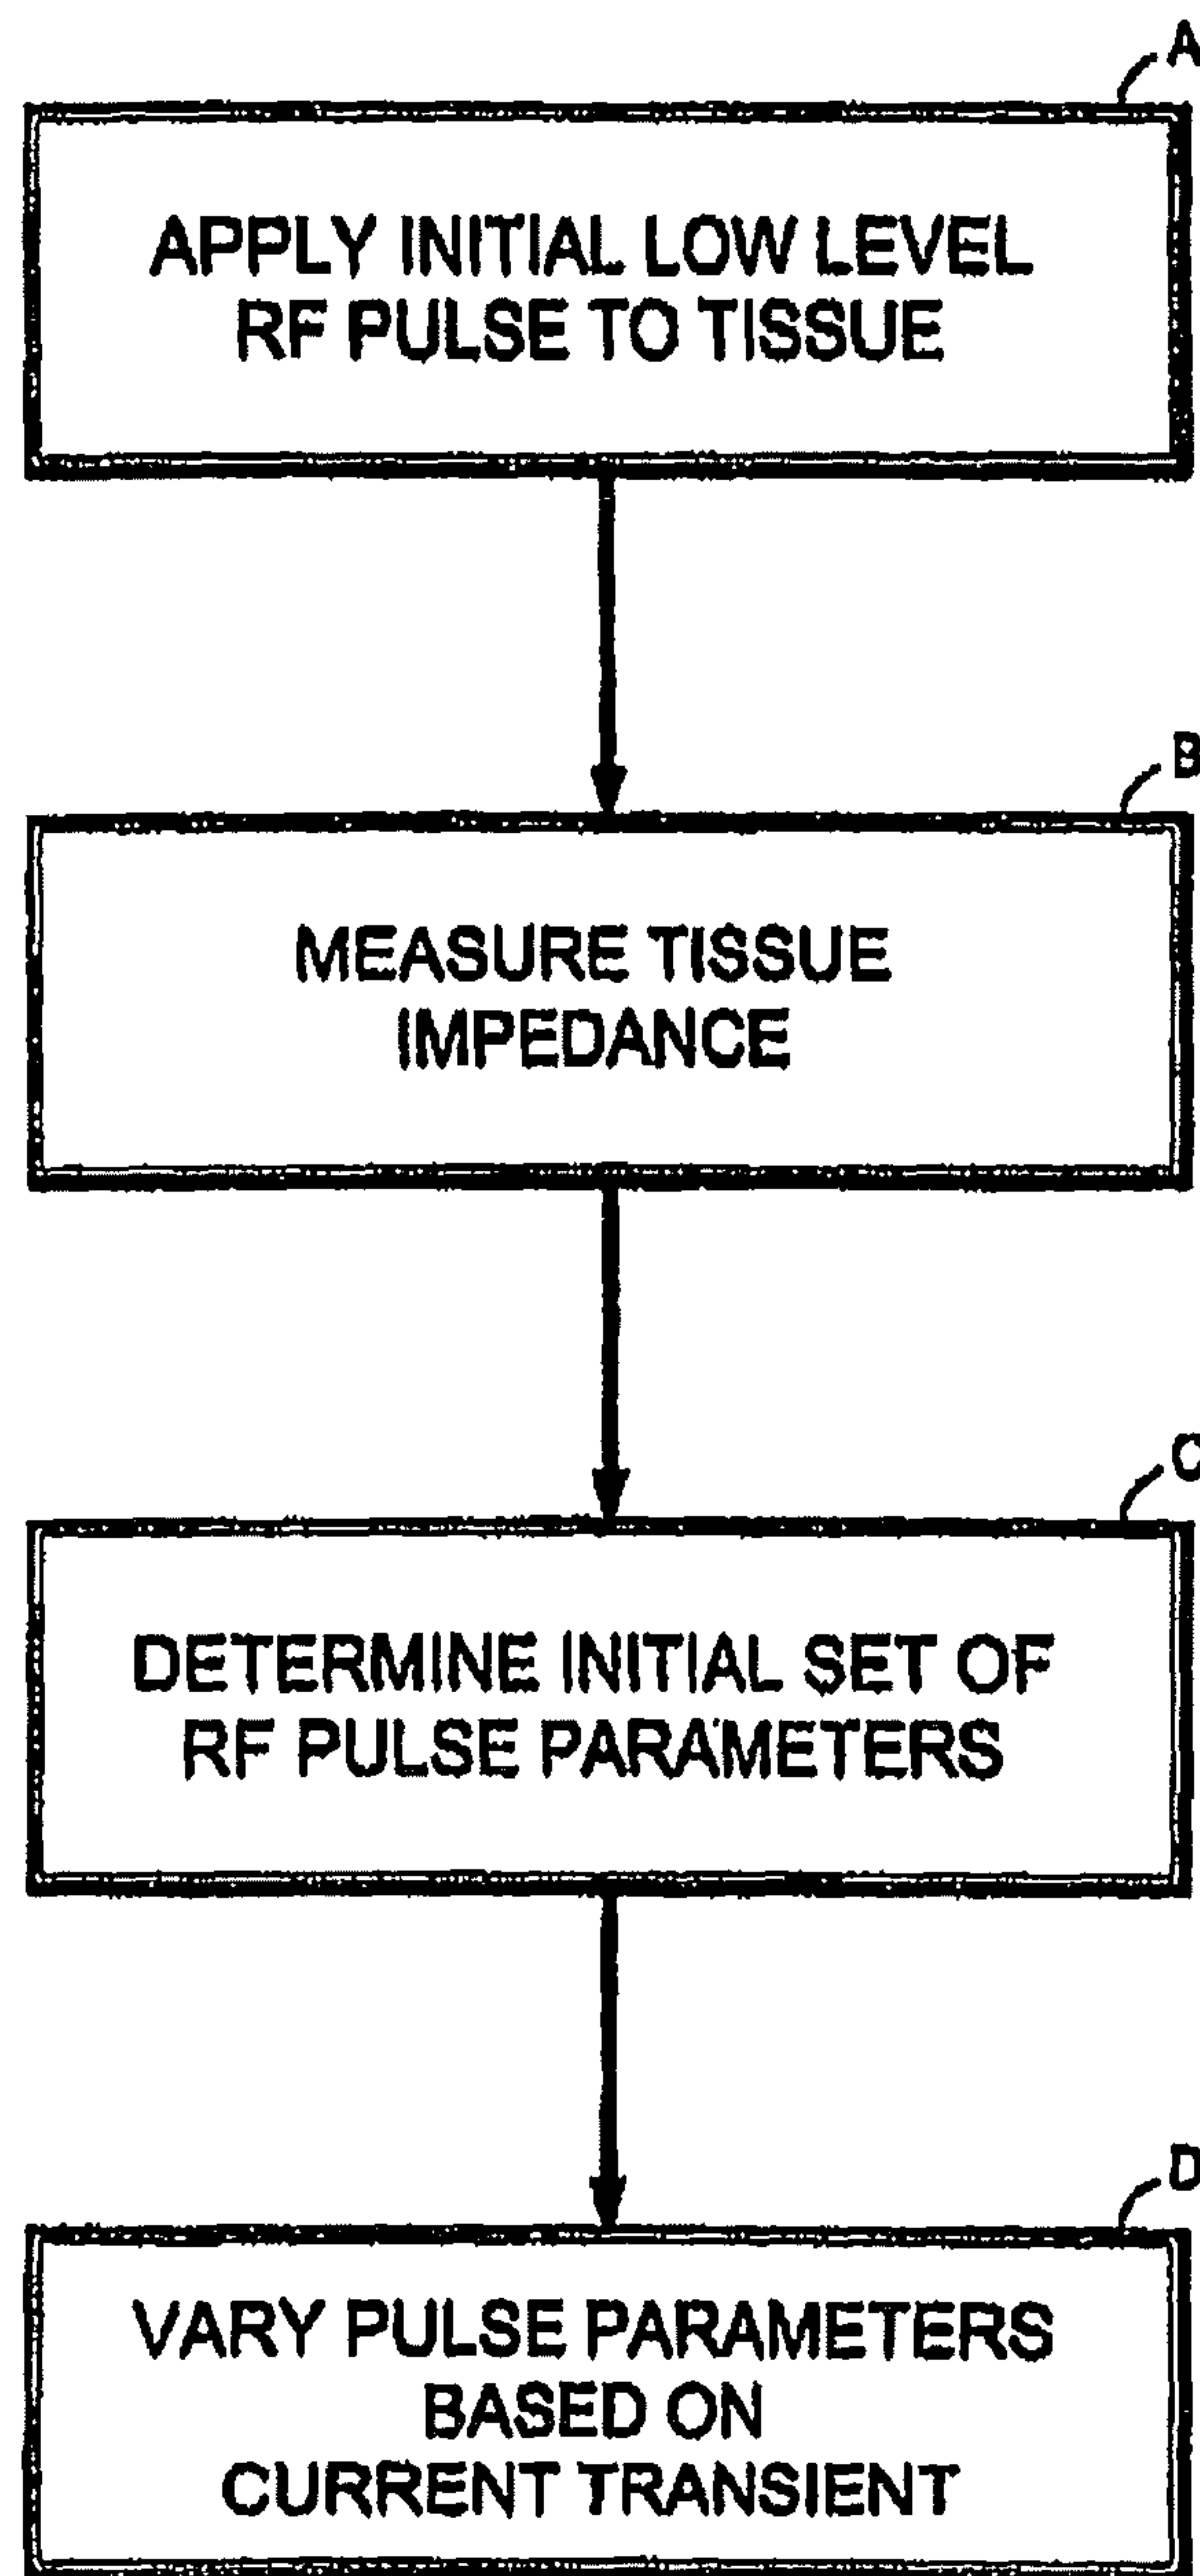 A
APPLY INITIAL LOW LEVEL
RF PULSE TO TISSUE
B
MEASURE TISSUE
IMPEDANCE
C
DETERMINE INITIAL SET OF
RF PULSE PARAMETERS
D
VARY PULSE PARAMETERS
BASED ON
CURRENT TRANSIENT